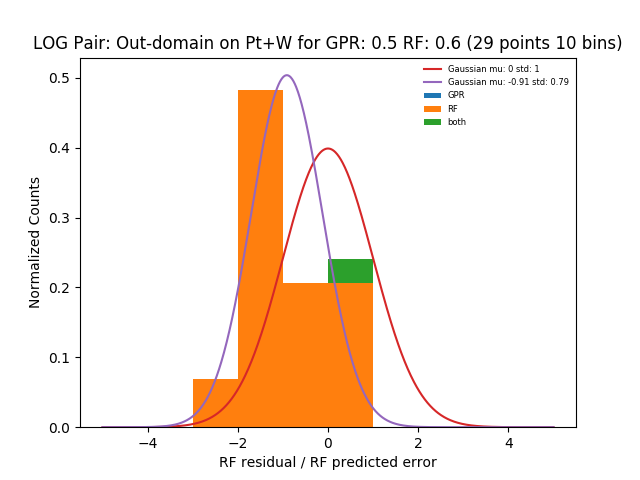 LOG Pair: Out-domain on Pt+W for GPR: 0.5 RF: 0.6 (29 points 10 bins)
Gaussian mu: 0 std: 1
Gaussian mu: -0.91 std: 0.79
GPR
RF
both
Normalized Counts
0.5
0.4
0.3
0.2
0.1
0.0
−4
−2
0
2
4
RF residual / RF predicted error